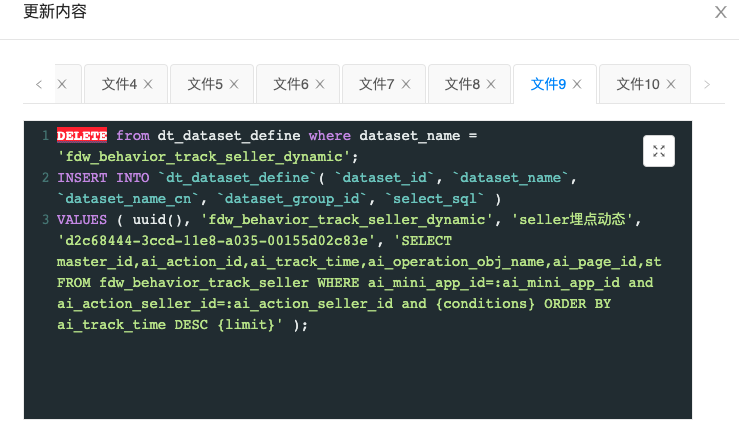 更新内容
文件4
文件5
文件6
文件7
文件8
文件9
文件10
1 DELETE from dt_dataset_define where dataset_name =
'fdw_behavior_track_seller_dynamic';
2 INSERT INTO `dt_dataset_define`( `dataset_id`, `dataset_name`,
`dataset_name_cn`, `dataset_group_id`, `select_sql` )
3 VALUES ( uuid(), 'fdw_behavior_track_seller_dynamic', 'seller埋点动态',
'd2c68444-3ccd-11e8-a035-00155d02c83e', 'SELECT
master_id,ai_action_id,ai_track_time,ai_operation_obj_name,ai_page_id,st
FROM fdw_behavior_track_seller WHERE ai_mini_app_id=:ai_mini_app_id and
ai_action_seller_id=:ai_action_seller_id and {conditions} ORDER BY
ai_track_time DESC {limit}' );